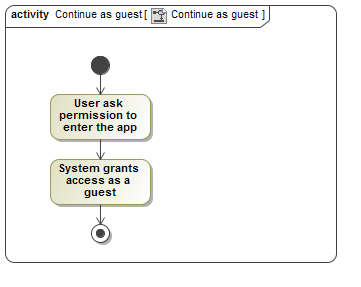 activity Continue as guest [ Continue as guest ]
User ask
permission to
enter the app
System grants
access as a
guest